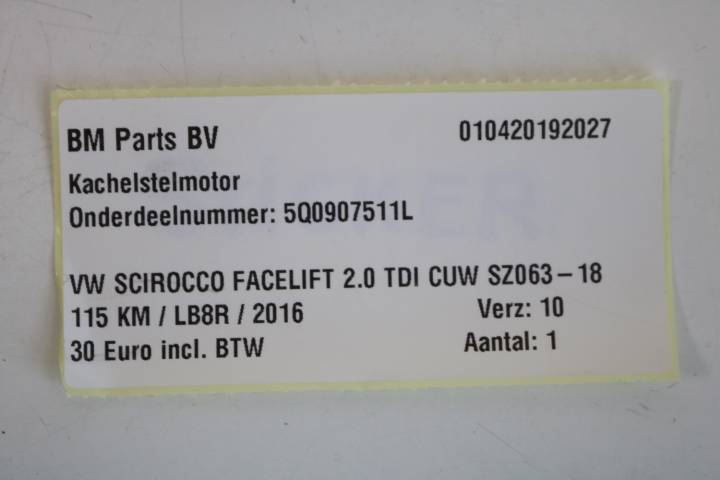 BM Parts BV 010420192027
Kachelstelmotor
Onderdeelnummer: 5Q0907511L
VW SCIROCCO FACELIFT 2.0 TDI CUW SZ063-18
115 KM / LB8R / 2016 Verz: 10
30 Euro incl. BTW Aantal: 1